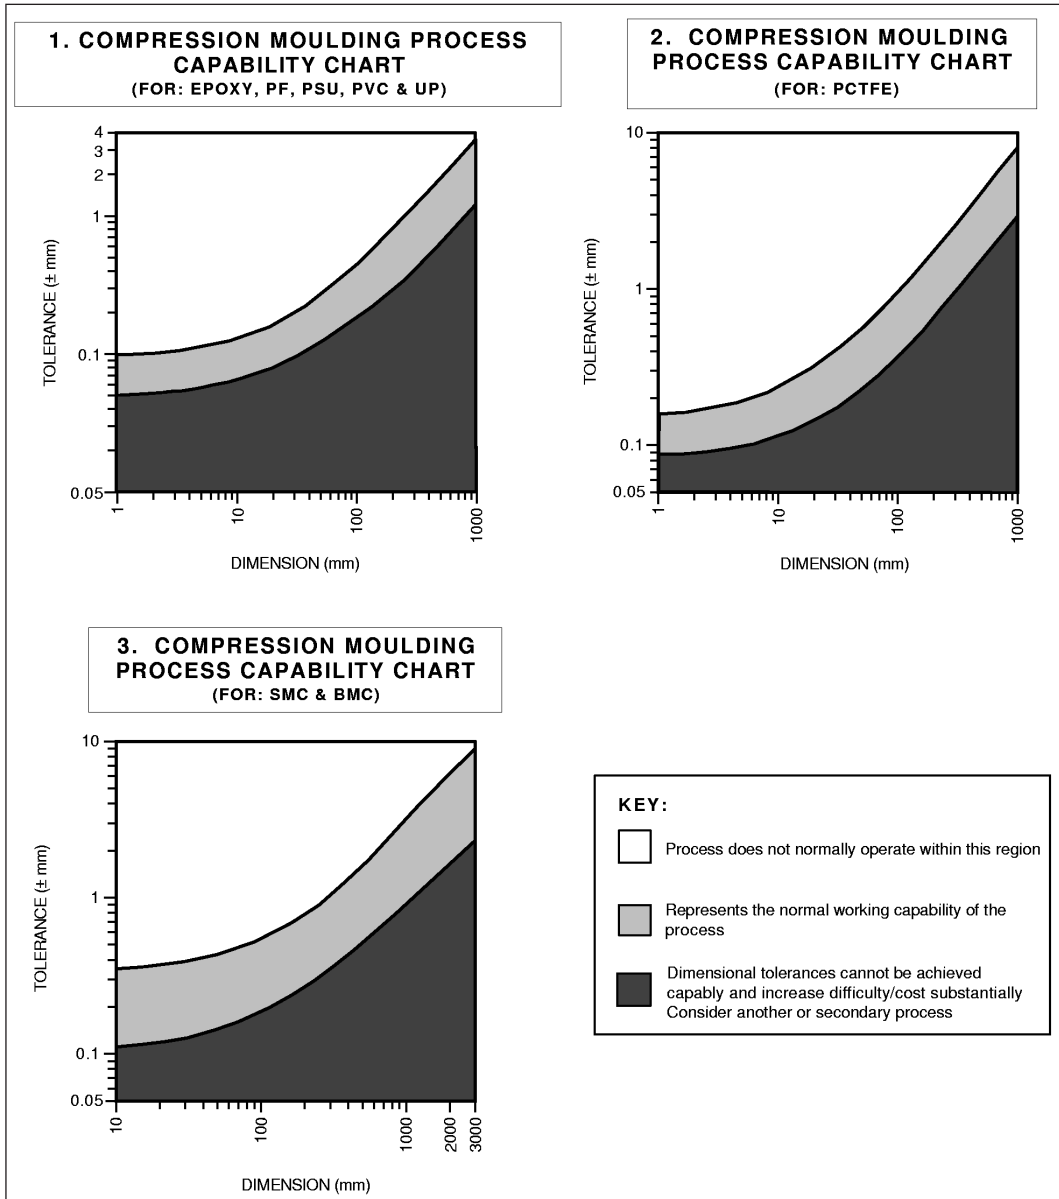 1. COMPRESSION MOULDING PROCESS
CAPABILITY CHART
(FOR: EPOXY, PF, PSU, PVC & UP)
4
3
2
1
0.1
0.05
TOLERANCE (± mm)
1
10
100
1000
DIMENSION (mm)
2. COMPRESSION MOULDING
PROCESS CAPABILITY CHART
(FOR: PCTFE)
10
1
0.1
0.05
TOLERANCE (± mm)
1
10
100
1000
DIMENSION (mm)
3. COMPRESSION MOULDING
PROCESS CAPABILITY CHART
(FOR: SMC & BMC)
10
1
0.1
0.05
TOLERANCE (± mm)
10
100
1000
2000
3000
DIMENSION (mm)
KEY:
Process does not normally operate within this region
Represents the normal working capability of the
process
Dimensional tolerances cannot be achieved
capably and increase difficulty/cost substantially
Consider another or secondary process